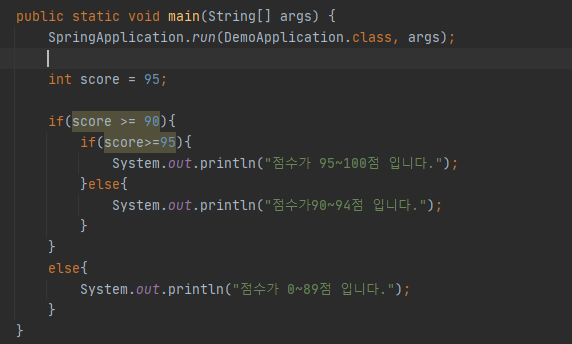 public static void main(String[] args) {
    SpringApplication.run(DemoApplication.class, args);
    int score = 95;
    if(score >= 90){
        if(score>=95){
            System.out.println("점수가 95~100점 입니다.");
        }else{
            System.out.println("점수가90~94점 입니다.");
        }
    }
    else{
        System.out.println("점수가 0~89점 입니다.");
    }
}